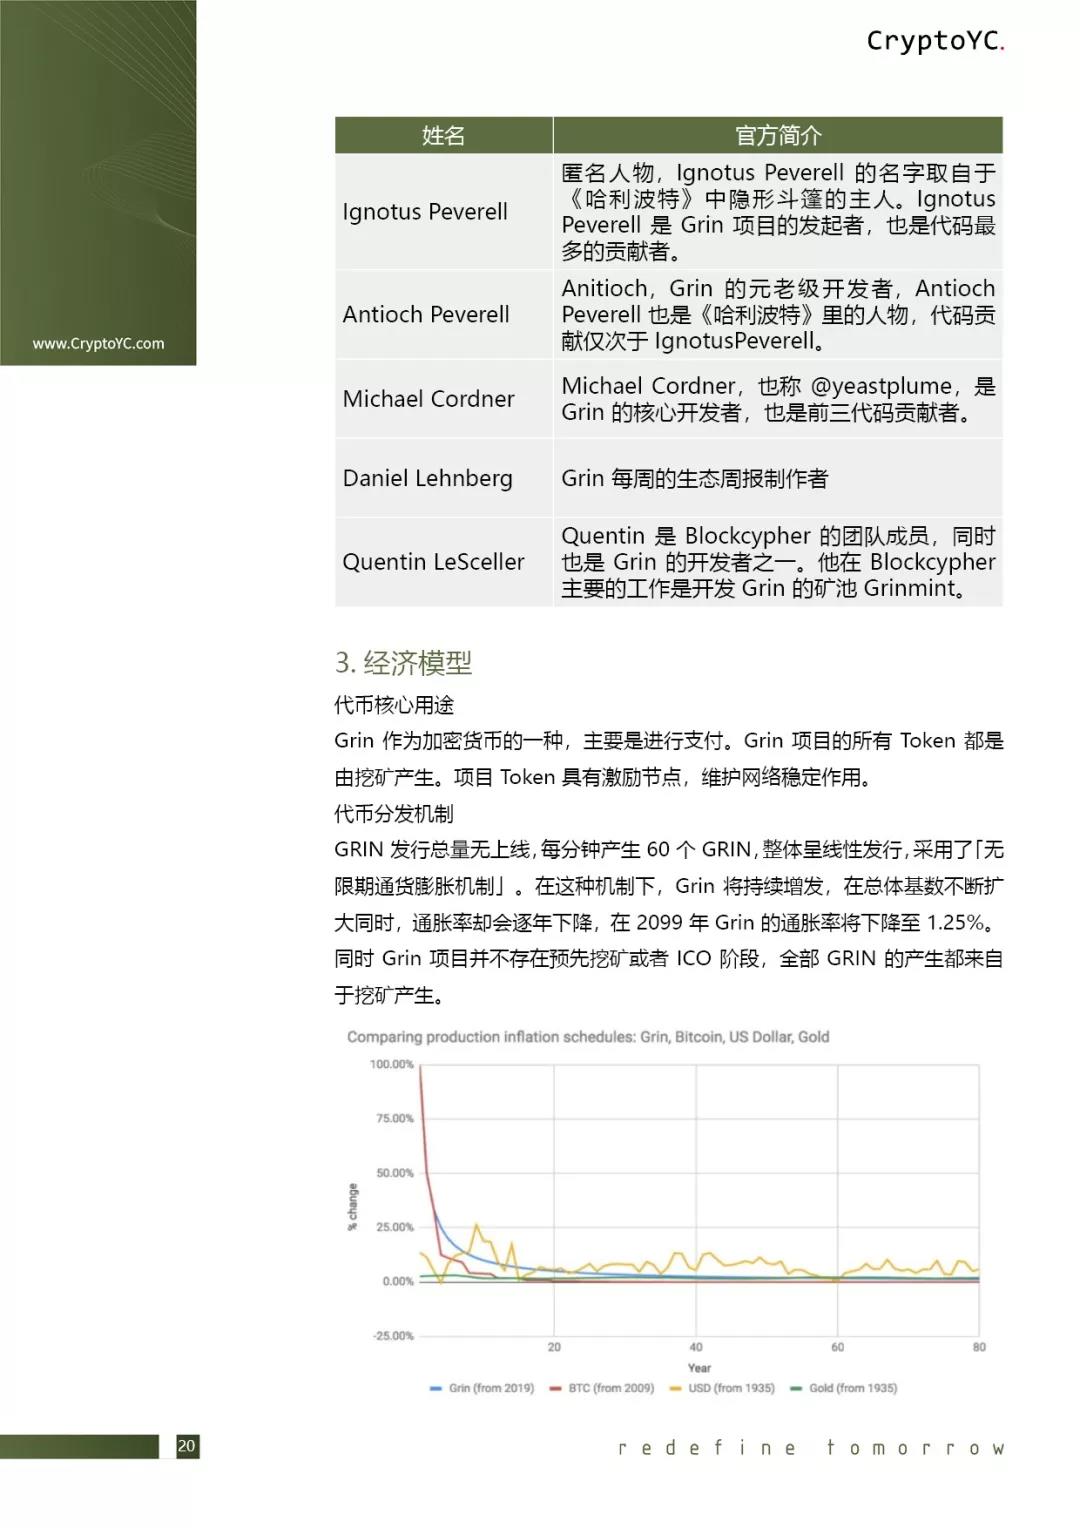 CryptoYC.
www.CryptoYC.com
姓名 官方简介
Ignotus Peverell
匿名人物，Ignotus Peverell 的名字取自于
《哈利波特》中隐形斗篷的主人。Ignotus
Peverell 是 Grin 项目的发起者，也是代码最
多的贡献者。
Antioch Peverell
Anitioch，Grin 的元老级开发者，Antioch
Peverell 也是《哈利波特》里的人物，代码贡
献仅次于 IgnotusPeverell。
Michael Cordner
Michael Cordner，也称 @yeastplume，是
Grin 的核心开发者，也是前三代码贡献者。
Daniel Lehnberg
Grin 每周的生态周报制作者
Quentin LeSceller
Quentin 是 Blockcypher 的团队成员，同时
也是 Grin 的开发者之一。他在 Blockcypher
主要的工作是开发 Grin 的矿池 Grinmint。
3. 经济模型
代币核心用途
Grin 作为加密货币的一种，主要是进行支付。Grin 项目的所有 Token 都是
由挖矿产生。项目 Token 具有激励节点，维护网络稳定作用。
代币分发机制
GRIN 发行总量无上线，每分钟产生 60 个 GRIN，整体呈线性发行，采用了「无
限期通货膨胀机制」。在这种机制下，Grin 将持续增发，在总体基数不断扩
大同时，通胀率却会逐年下降，在 2099 年 Grin 的通胀率将下降至 1.25%。
同时 Grin 项目并不存在预先挖矿或者 ICO 阶段，全部 GRIN 的产生都来自
于挖矿产生。
Comparing production inflation schedules: Grin, Bitcoin, US Dollar, Gold
100.00%
75.00%
50.00%
25.00%
0.00%
-25.00%
% change
20 40 60 80
Year
Grin (from 2019) BTC (from 2009) USD (from 1935) Gold (from 1935)
20
redefine tomorrow